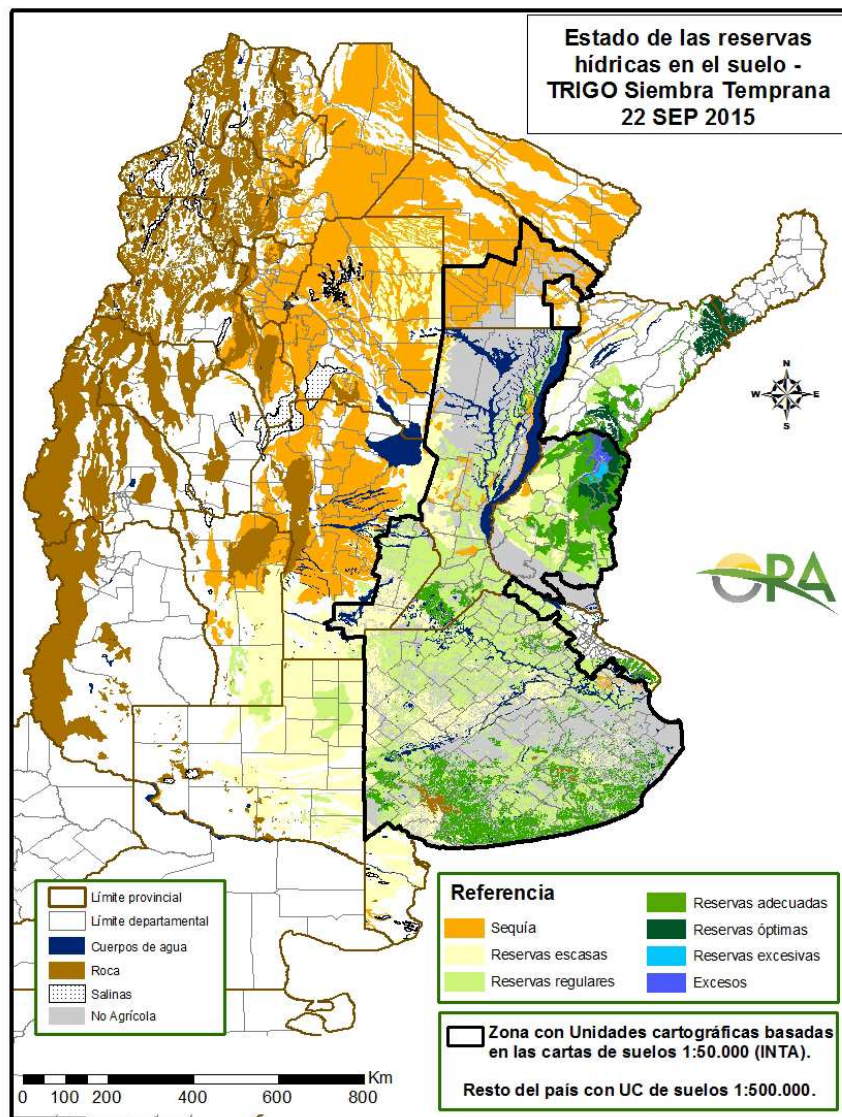 Estado de las reservas
hídricas en el suelo -
TRIGO Siembra Temprana
22 SEP 2015
N
W E
S
ORA
Límite provincial
Límite departamental
Cuerpos de agua
Roca
Salinas
No Agrícola
Referencia
Sequía
Reservas escasas
Reservas regulares
Reservas adecuadas
Reservas óptimas
Reservas excesivas
Excesos
Zona con Unidades cartográficas basadas
en las cartas de suelos 1:50.000 (INTA).
Resto del país con UC de suelos 1:500.000.
Km
0 100 200 400 600 800